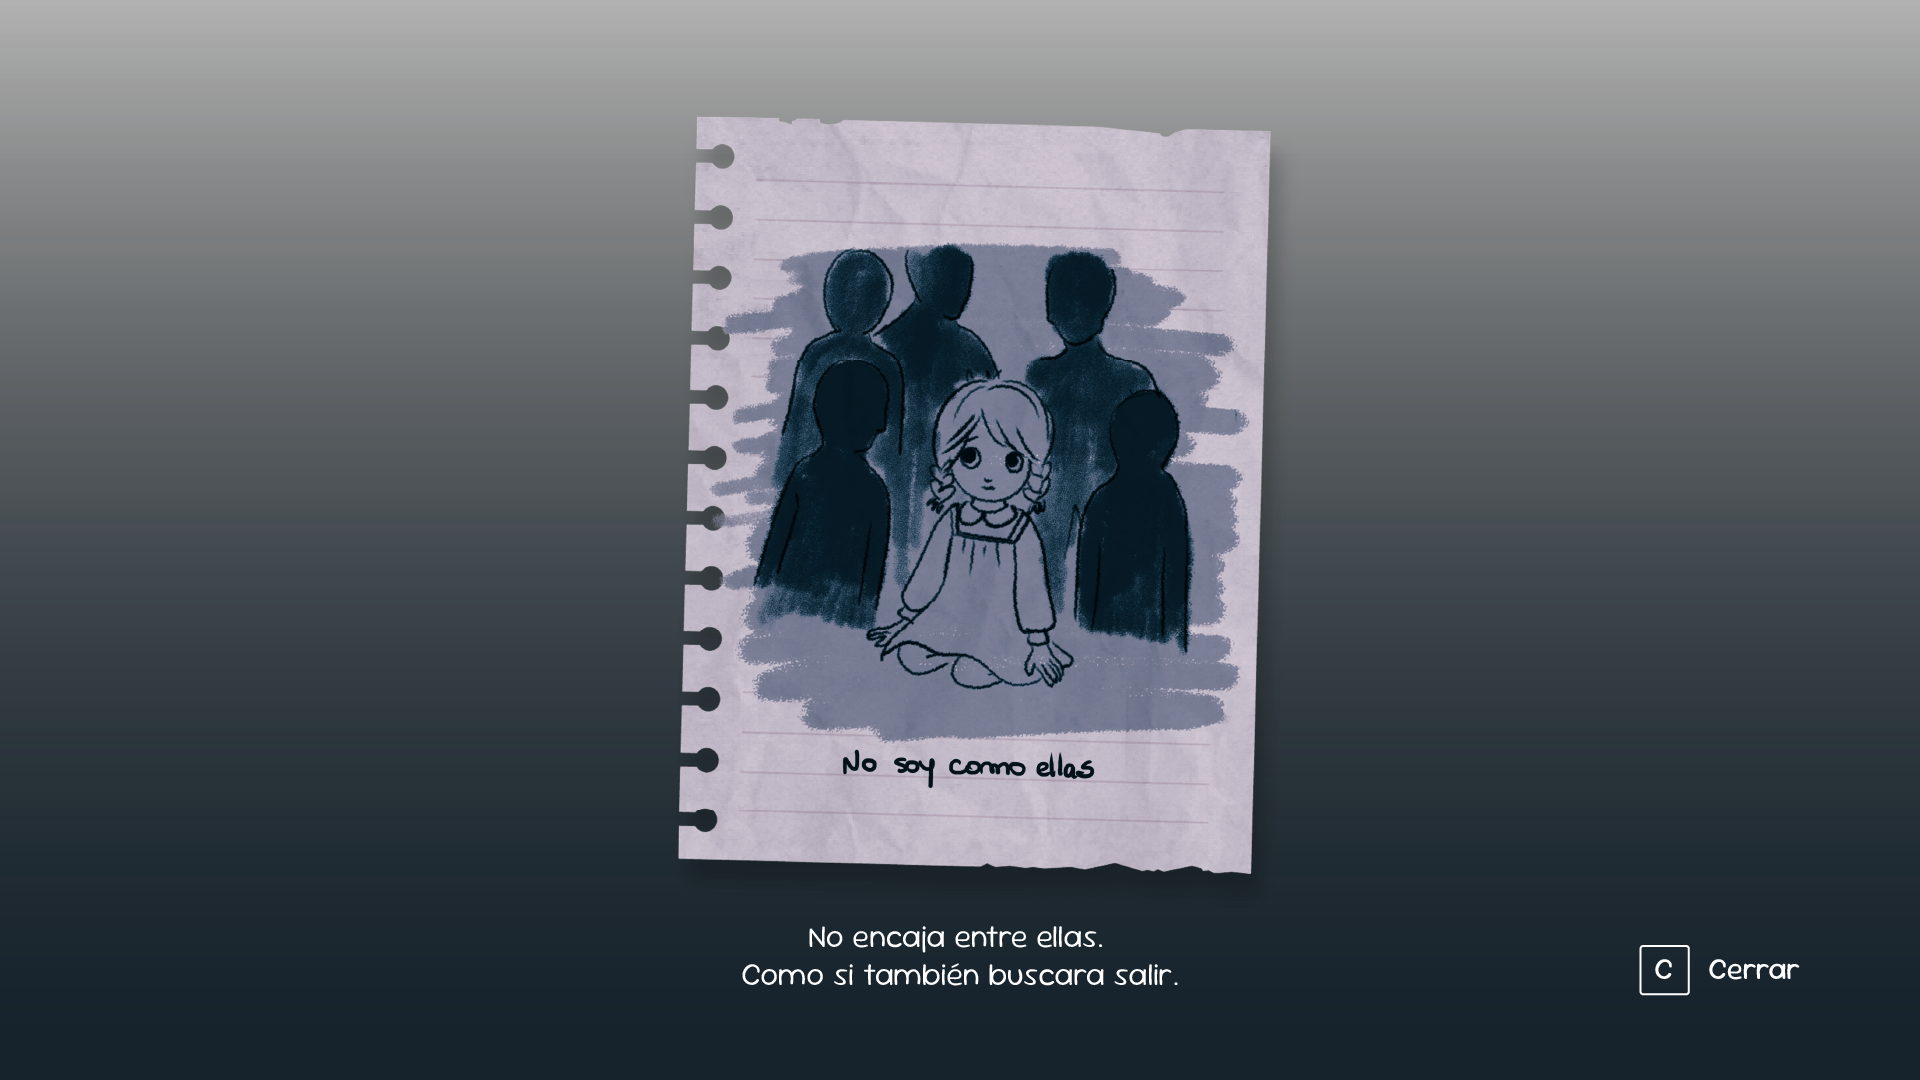 No soy como ellas
No encaja entre ellas.
Como si también buscara salir.
C Cerrar